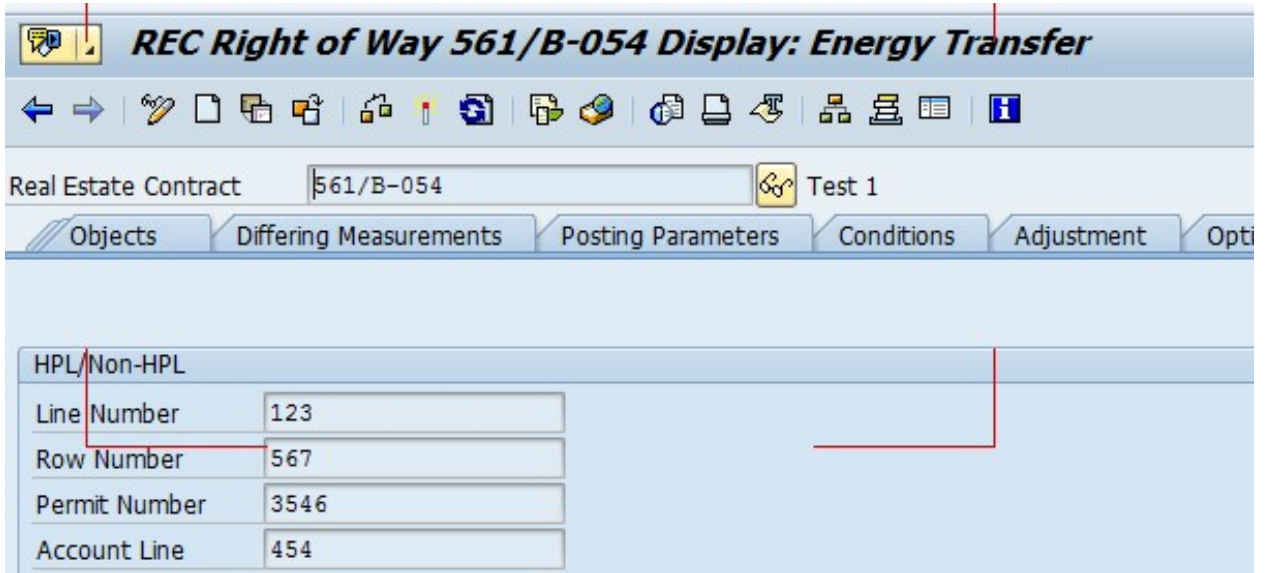 REC Right of Way 561/B-054 Display: Energy Transfer
Real Estate Contract 561/B-054 Test 1
Objects Differing Measurements Posting Parameters Conditions Adjustment Opti
HPL/Non-HPL
Line Number 123
Row Number 567
Permit Number 3546
Account Line 454